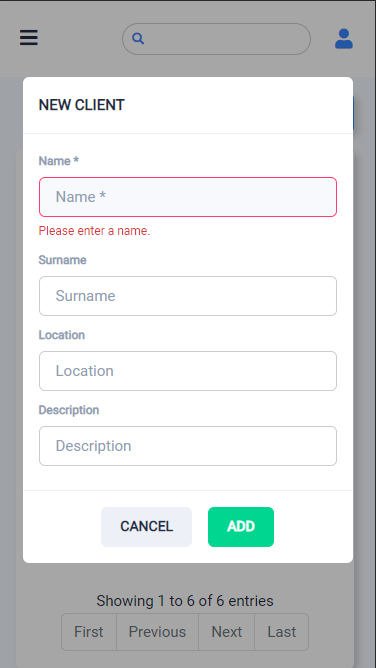 NEW CLIENT
Name *
Name *
Please enter a name.
Surname
Surname
Location
Location
Description
Description
CANCEL ADD
Showing 1 to 6 of 6 entries
First Previous Next Last